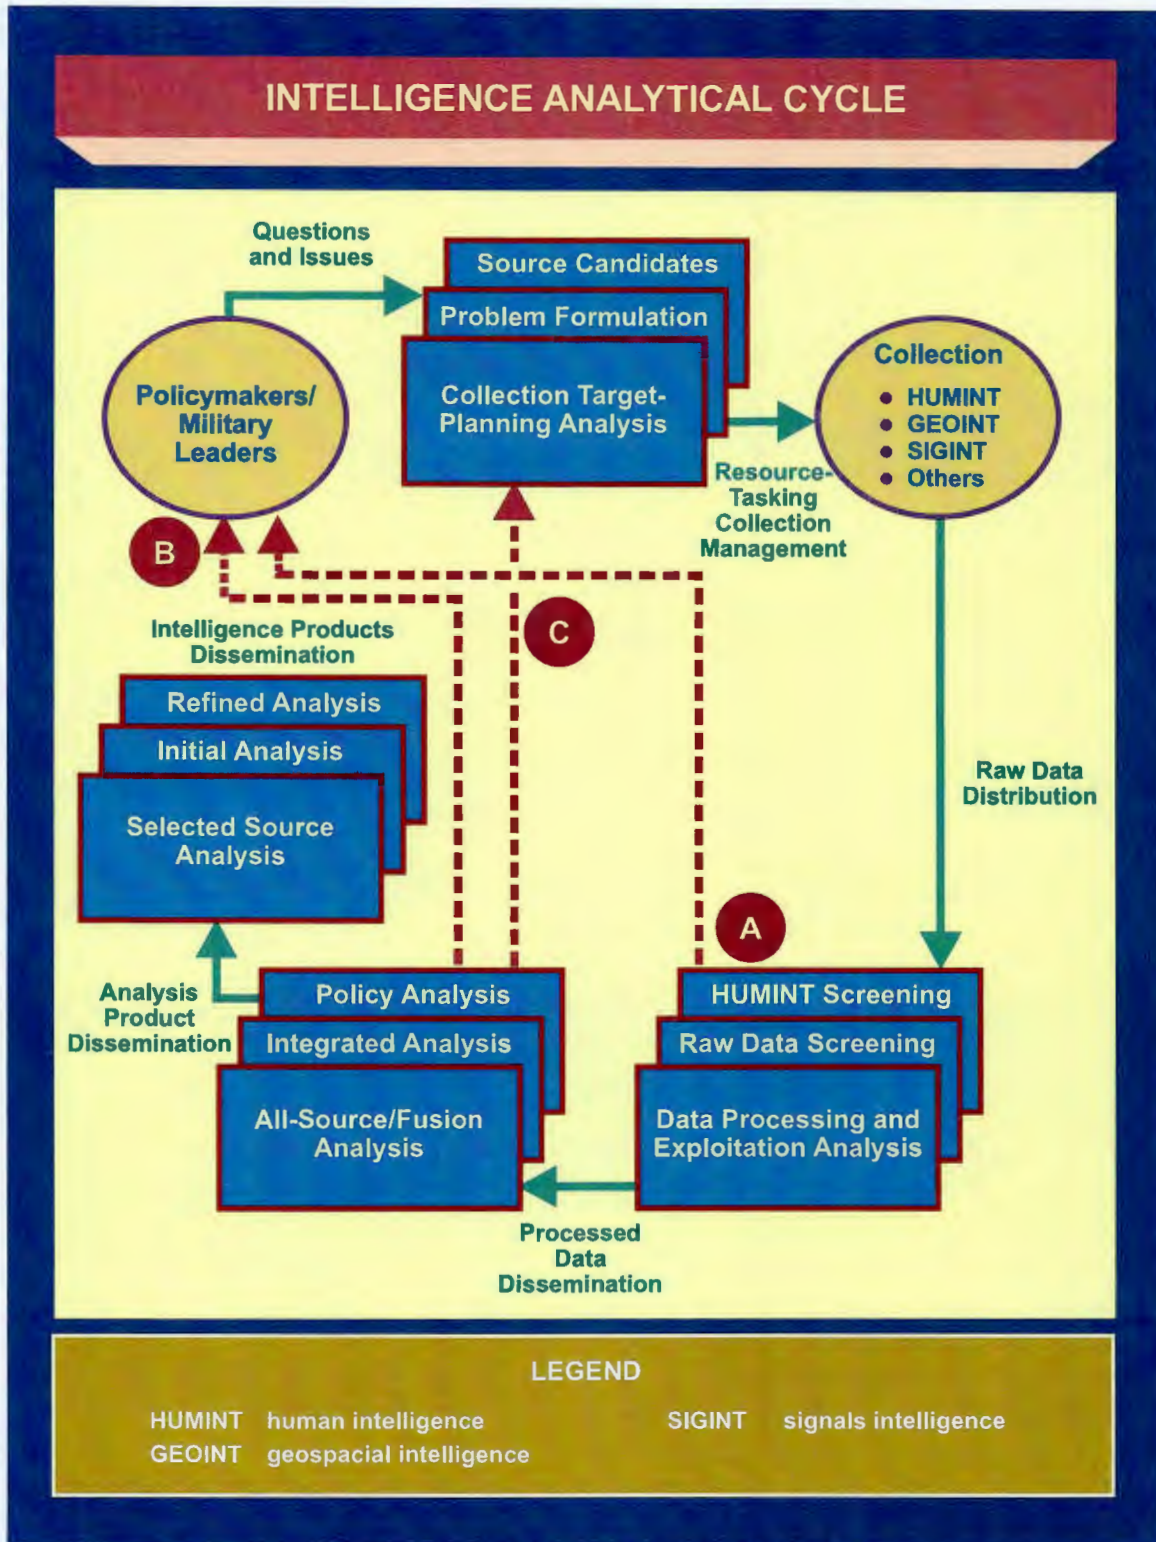 INTELLIGENCE ANALYTICAL CYCLE
Questions
and Issues
Source Candidates
Problem Formulation
Collection Target-
Planning Analysis
Policymakers/
Military
Leaders
Collection
• HUMINT
• GEOINT
• SIGINT
• Others
Resource-
Tasking
Collection
Management
B
C
Intelligence Products
Dissemination
Refined Analysis
Initial Analysis
Selected Source
Analysis
Raw Data
Distribution
A
Analysis
Product
Dissemination
Policy Analysis
Integrated Analysis
All-Source/Fusion
Analysis
HUMINT Screening
Raw Data Screening
Data Processing and
Exploitation Analysis
Processed
Data
Dissemination
LEGEND
HUMINT human intelligence
GEOINT geospacial intelligence
SIGINT signals intelligence